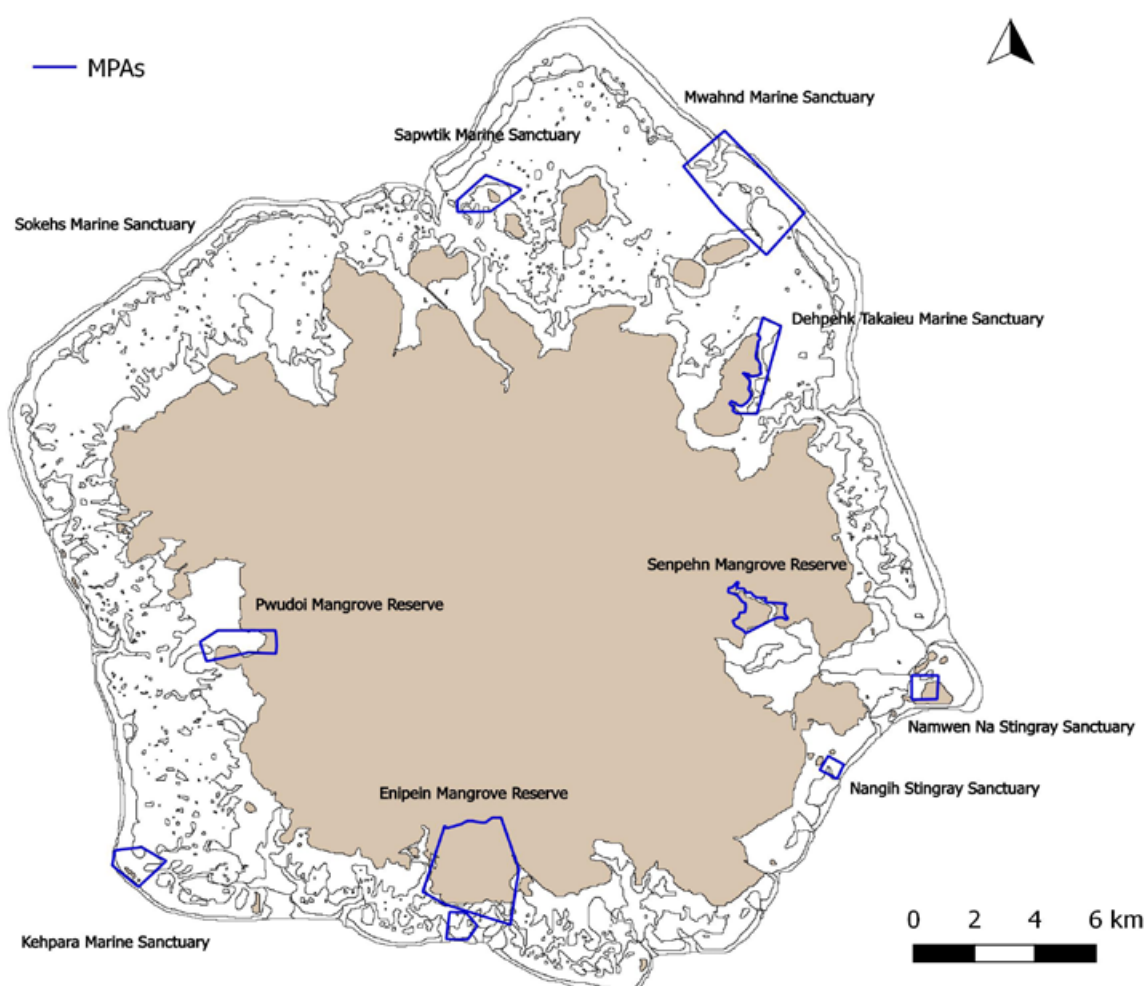 MPAs
Mwahnd Marine Sanctuary
Sapwtik Marine Sanctuary
Sokehs Marine Sanctuary
Dehpehk Takaieu Marine Sanctuary
Senpehn Mangrove Reserve
Pwudoi Mangrove Reserve
Namwen Na Stingray Sanctuary
Nangih Stingray Sanctuary
Enipein Mangrove Reserve
Kehpara Marine Sanctuary
0 2 4 6 km